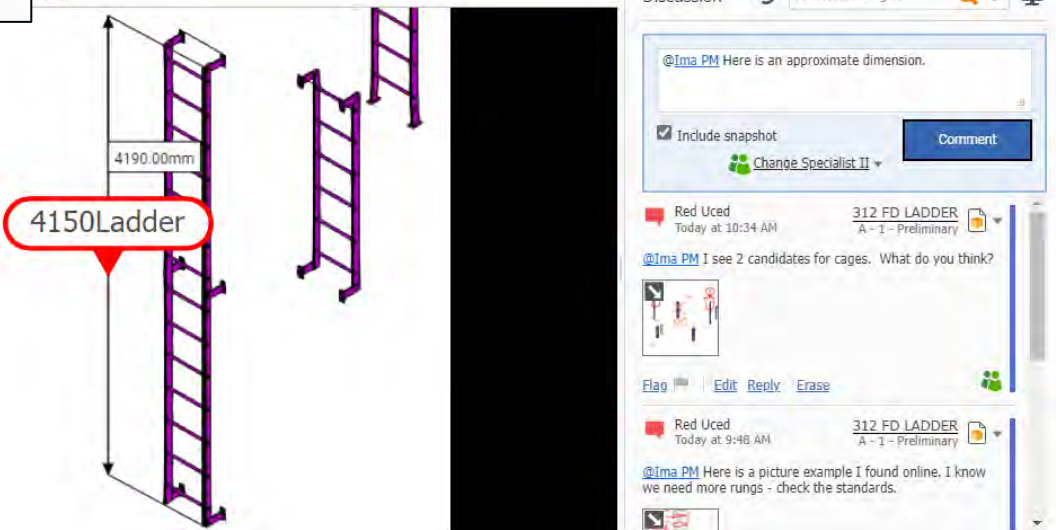 4190.00mm
4150Ladder
Discussion
@Ima PM Here is an approximate dimension.
Include snapshot
Comment
Change Specialist II
Red Uced
312 FD LADDER
Today at 10:34 AM
A - 1 - Preliminary
@Ima PM I see 2 candidates for cages. What do you think?
Flag
Edit
Reply
Erase
Red Uced
312 FD LADDER
Today at 9:48 AM
A - 1 - Preliminary
@Ima PM Here is a picture example I found online. I know
we need more rungs - check the standards.